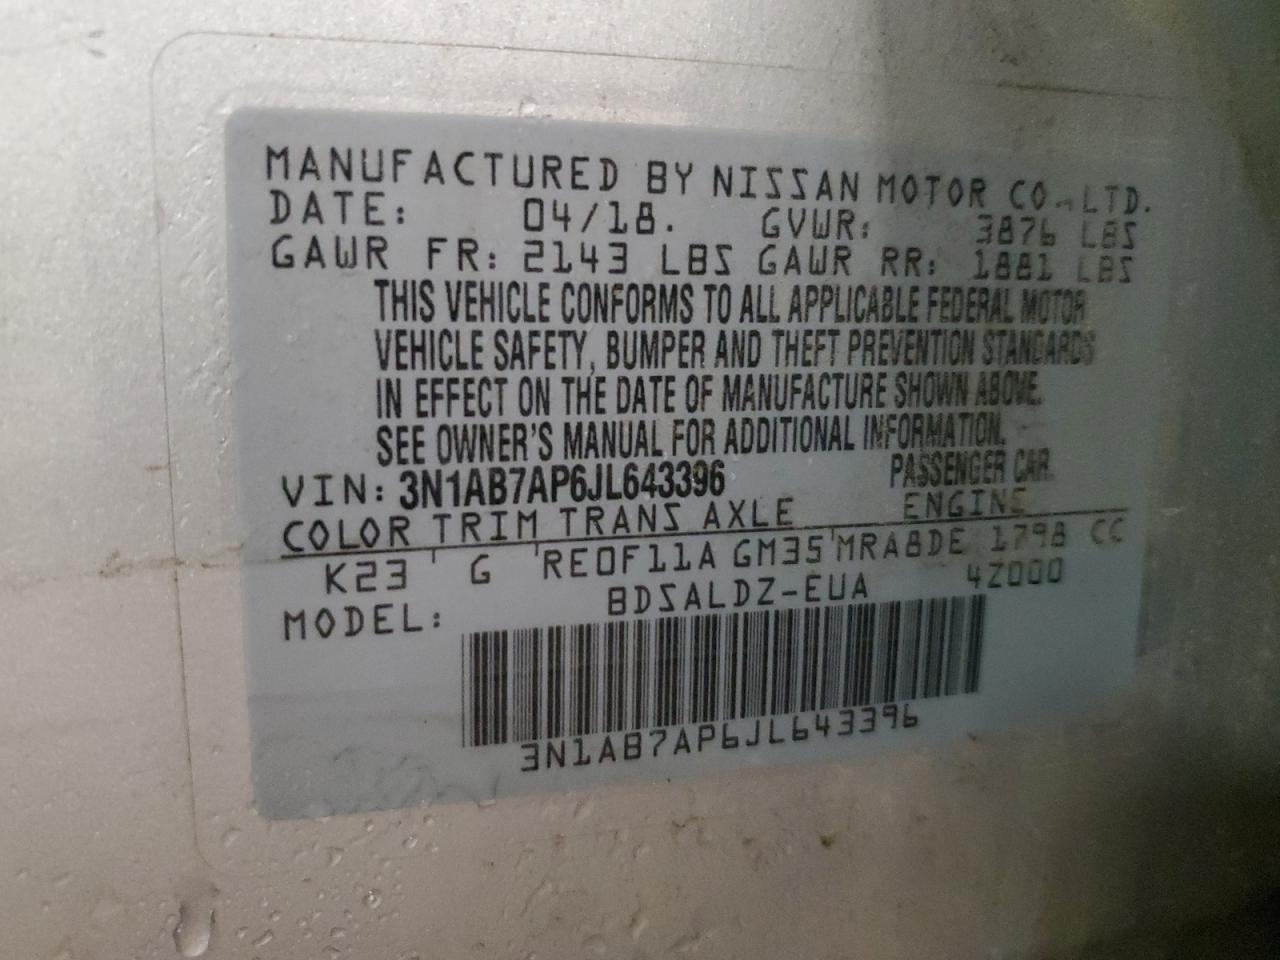 MANUFACTURED BY NISSAN MOTOR CO.,LTD.
DATE: 04/18. GVWR: 3876 LBS
GAWR FR: 2143 LBS GAWR RR: 1881 LBS
THIS VEHICLE CONFORMS TO ALL APPLICABLE FEDERAL MOTOR
VEHICLE SAFETY, BUMPER AND THEFT PREVENTION STANDARDS
IN EFFECT ON THE DATE OF MANUFACTURE SHOWN ABOVE.
SEE OWNER'S MANUAL FOR ADDITIONAL INFORMATION.
VIN: 3N1AB7AP6JL643396 PASSENGER CAR.
COLOR TRIM TRANS AXLE ENGINE
K23 G RE0F11A GM35 MRA8DE 1798 CC
MODEL: BDSALDZ-EUA 4Z000
3N1AB7AP6JL643396